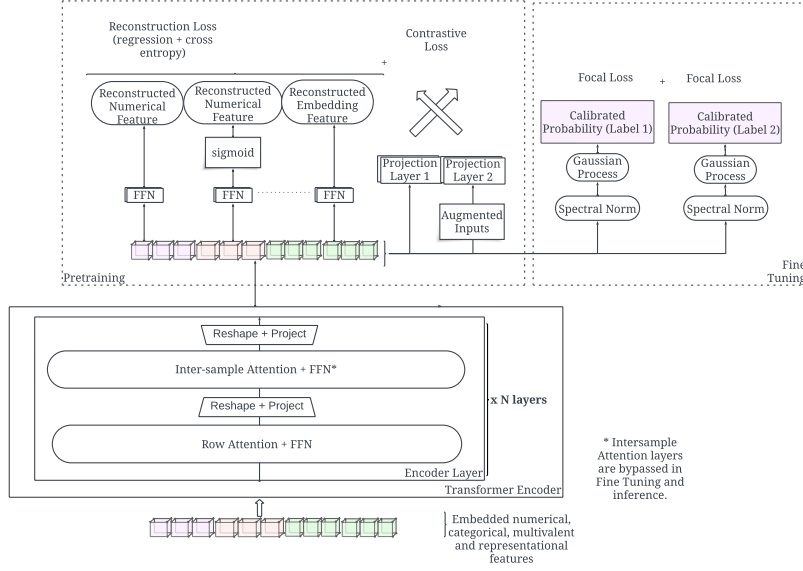 Reconstruction Loss
(regression + cross
entropy)
+
Contrastive
Loss
Reconstructed
Numerical
Feature
Reconstructed
Numerical
Feature
Reconstructed
Embedding
Feature
sigmoid
FFN
FFN
FFN
Projection
Layer 1
Projection
Layer 2
Augmented
Inputs
Pretraining
Focal Loss
+
Focal Loss
Calibrated
Probability (Label 1)
Calibrated
Probability (Label 2)
Gaussian
Process
Gaussian
Process
Spectral Norm
Spectral Norm
Fine
Tuning
Reshape + Project
Inter-sample Attention + FFN*
Reshape + Project
Row Attention + FFN
x N layers
Encoder Layer
Transformer Encoder
* Intersample
Attention layers
are bypassed in
Fine Tuning and
inference.
Embedded numerical,
categorical, multivalent
and representational
features